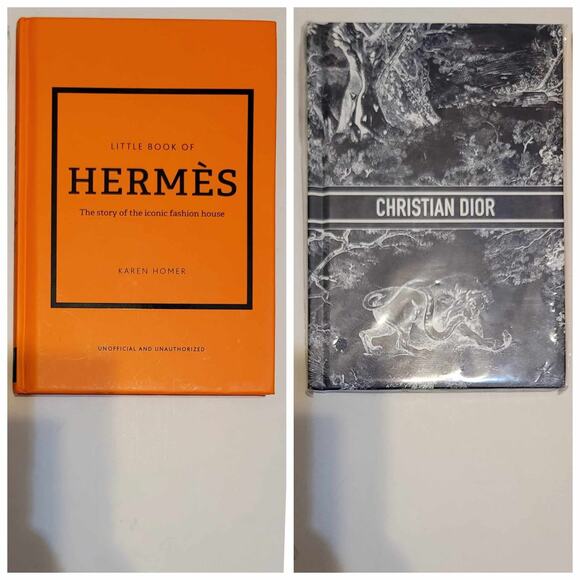 LITTLE BOOK OF
HERMÈS
The story of the iconic fashion house
KAREN HOMER
UNOFFICIAL AND UNAUTHORIZED
CHRISTIAN DIOR